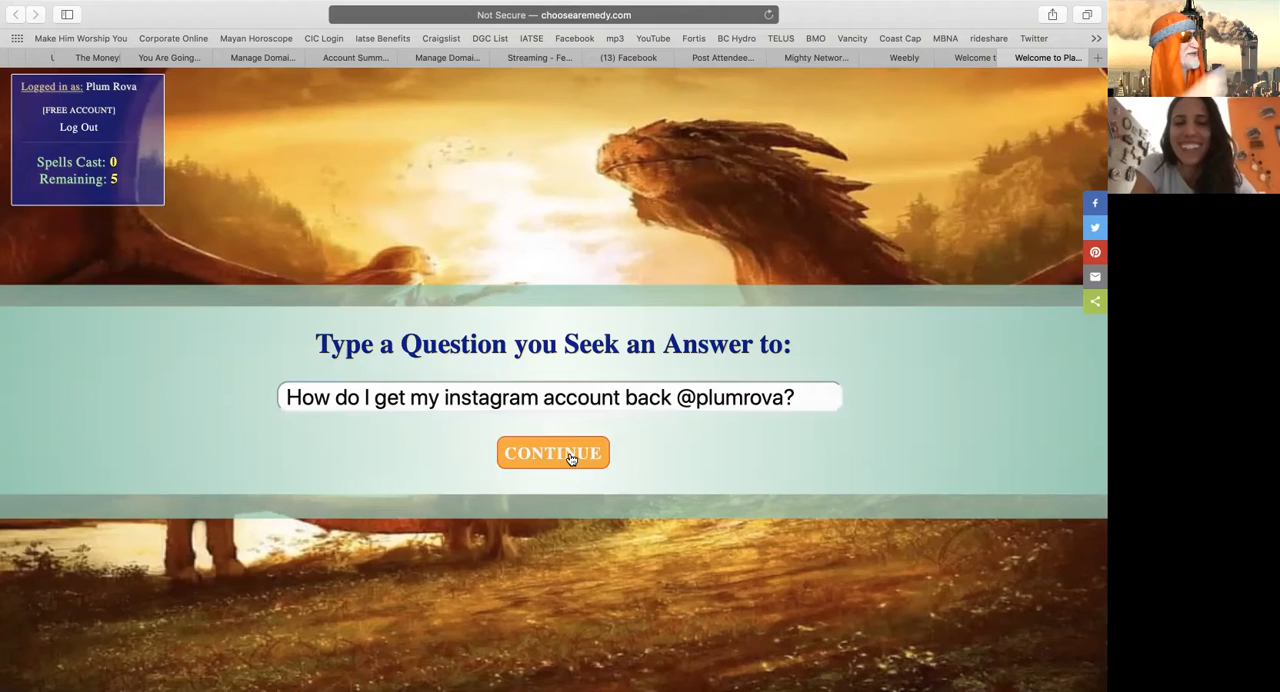 Not Secure — choosearemedy.com
Make Him Worship You Corporate Online Mayan Horoscope CIC Login Iatse Benefits Craigslist DGC List IATSE Facebook mp3 YouTube Fortis BC Hydro TELUS BMO Vancity Coast Cap MBNA rideshare Twitter
The Money! You Are Going... Manage Domai... Account Summ... Manage Domai... Streaming - Fe... (13) Facebook Post Attendee... Mighty Networ... Weekly Welcome t Welcome to Pla...
Logged in as: Plum Rova
[FREE ACCOUNT]
Log Out
Spells Cast: 0
Remaining: 5
Type a Question you Seek an Answer to:
How do I get my instagram account back @plumrova?
CONTINUE